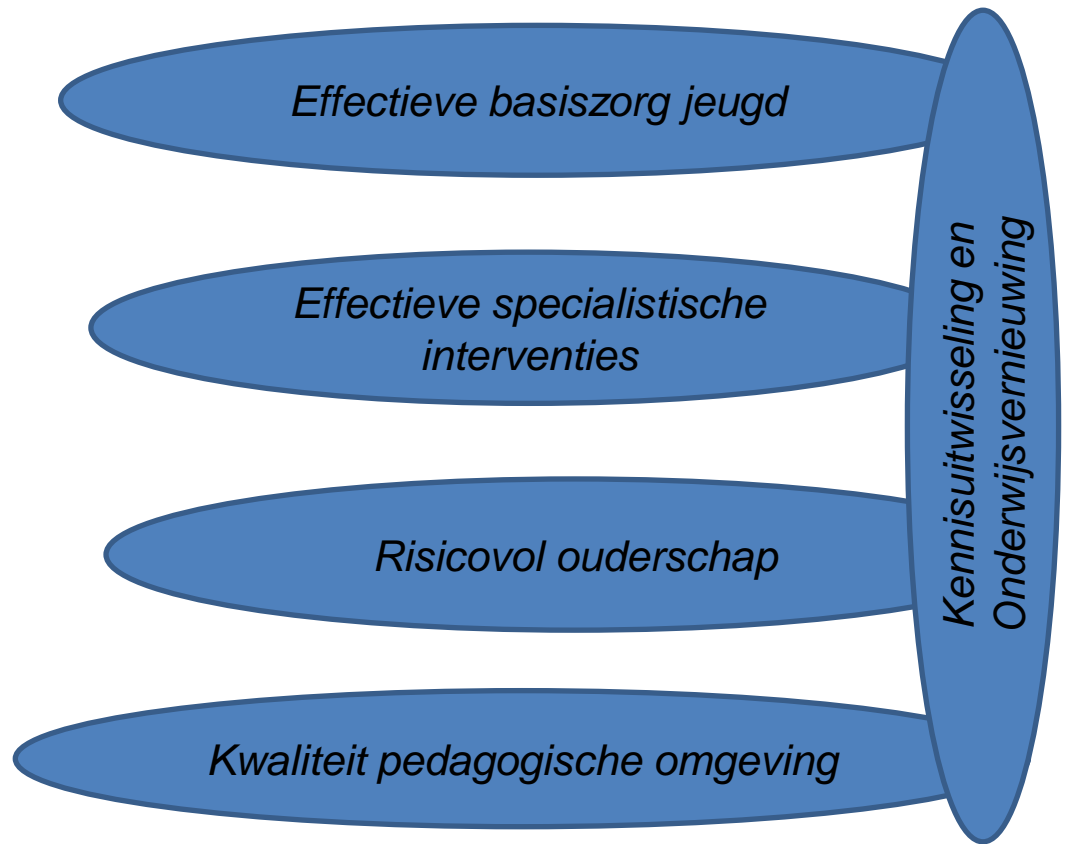 Effectieve basiszorg jeugd
Effectieve specialistische
interventies
Risicovol ouderschap
Kwaliteit pedagogische omgeving
Kennisuitwisseling en
Onderwijsvernieuwing